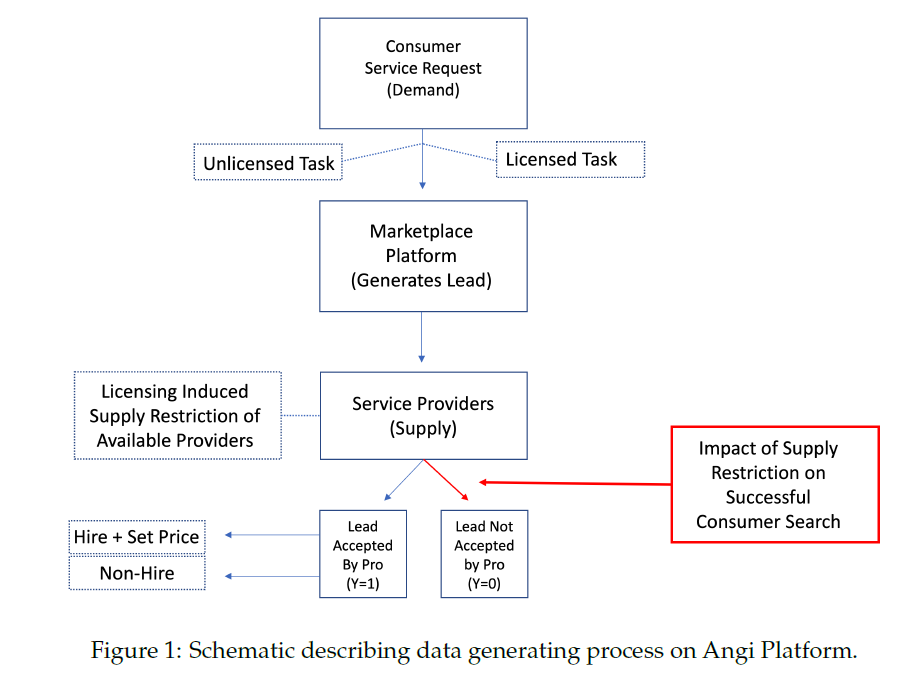 Consumer
Service Request
(Demand)
Unlicensed Task
Licensed Task
Marketplace
Platform
(Generates Lead)
Licensing Induced
Supply Restriction of
Available Providers
Service Providers
(Supply)
Impact of Supply
Restriction on
Successful
Consumer Search
Hire + Set Price
Non-Hire
Lead
Accepted
By Pro
(Y=1)
Lead Not
Accepted
by Pro
(Y=0)
Figure 1: Schematic describing data generating process on Angi Platform.